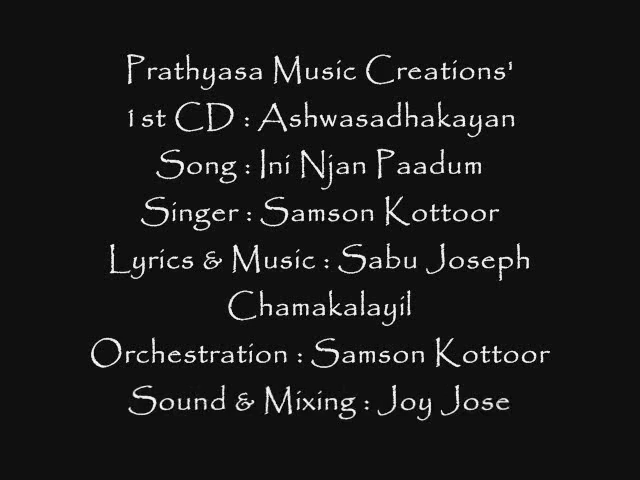 Prathyasa Music Creations'
1st CD : Ashwasadhakayan
Song : Ini Njan Paadum
Singer : Samson Kottoor
Lyrics & Music : Sabu Joseph
Chamakalayil
Orchestration : Samson Kottoor
Sound & Mixing : Joy Jose